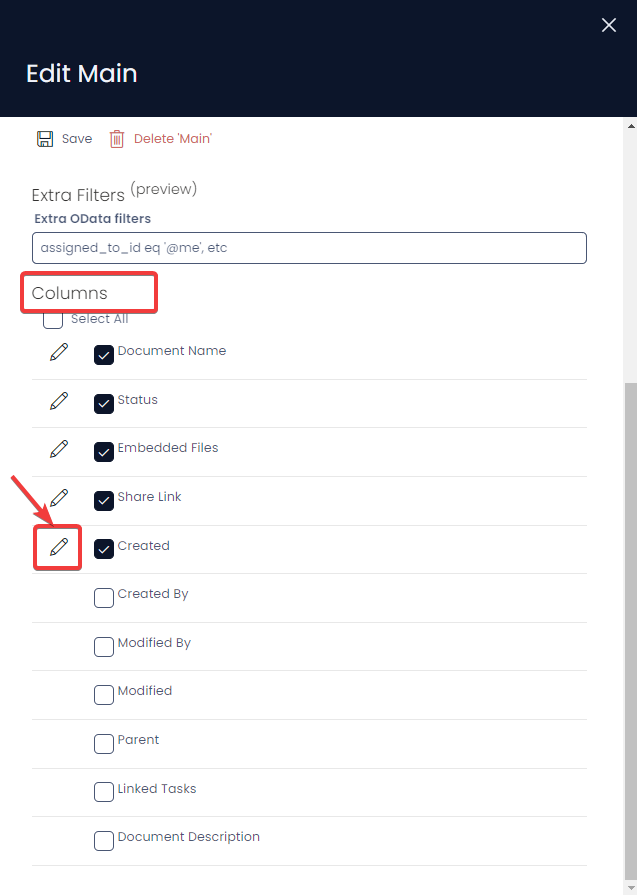 Edit Main
Save Delete 'Main'
Extra Filters (preview)
Extra OData filters
assigned_to_id eq '@me', etc
Columns
Select All
Document Name
Status
Embedded Files
Share Link
Created
Created By
Modified By
Modified
Parent
Linked Tasks
Document Description